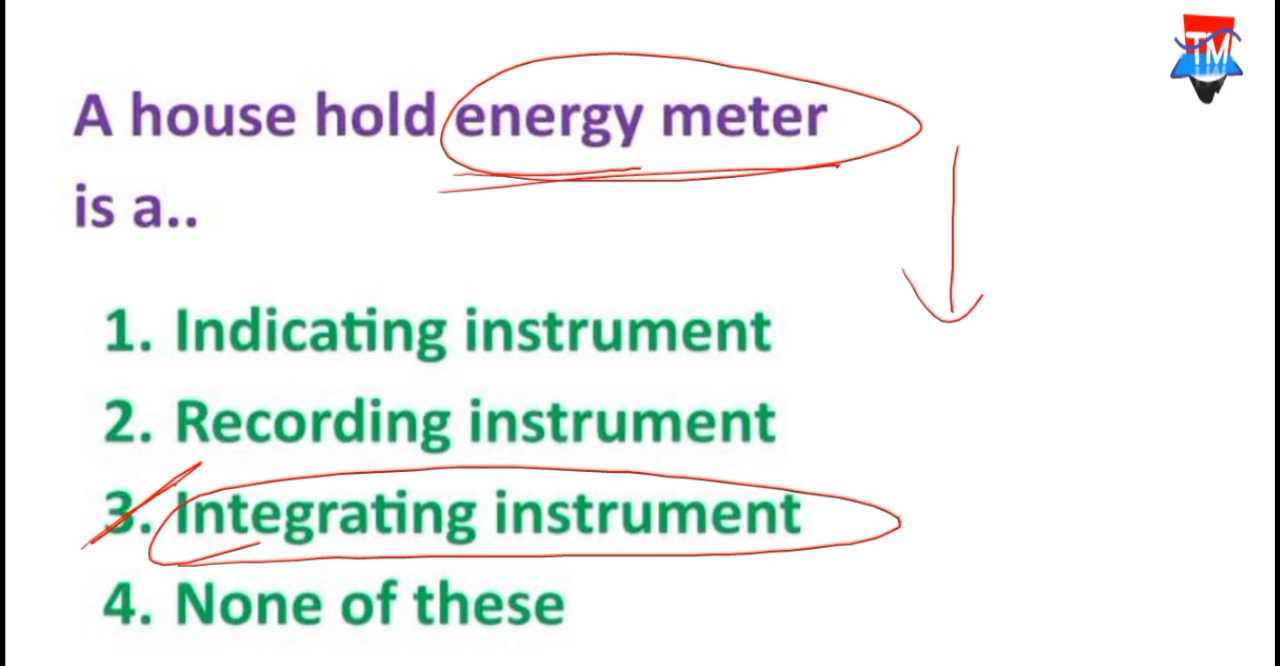 TM
A house hold energy meter
is a..
1. Indicating instrument
2. Recording instrument
3. Integrating instrument
4. None of these